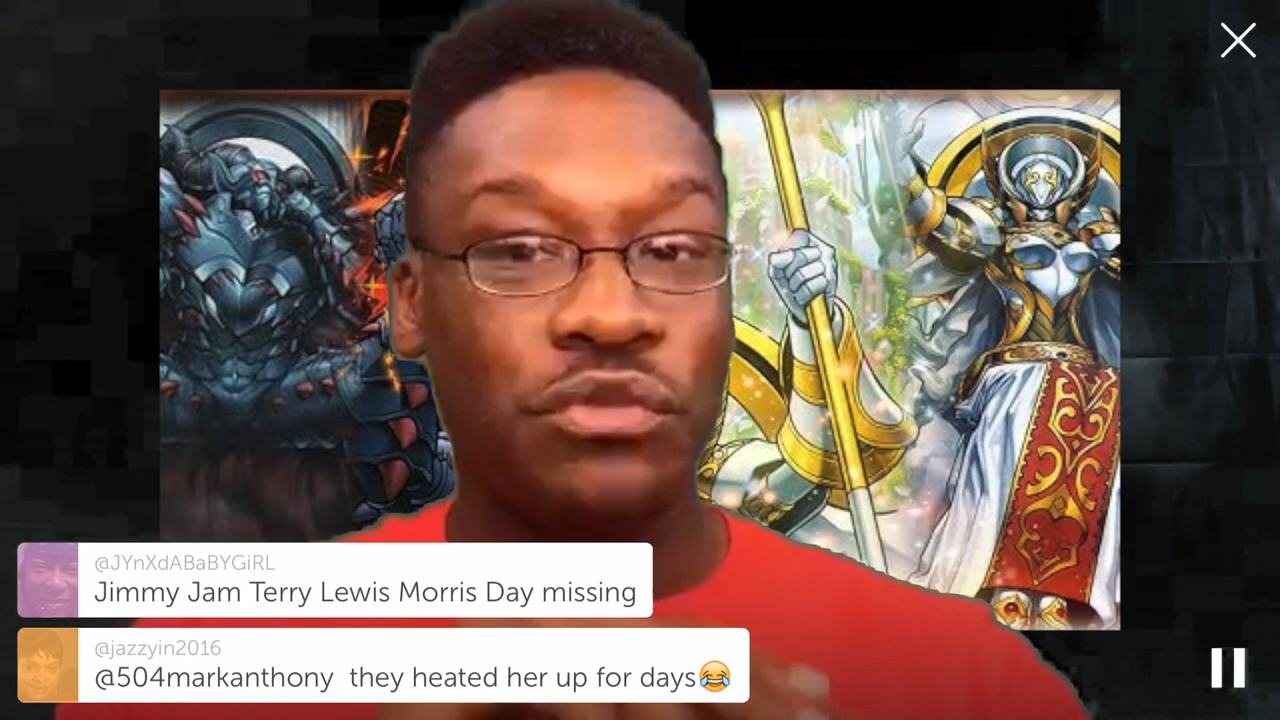 @JYnXdABaBYGiRL
Jimmy Jam Terry Lewis Morris Day missing
@jazzyin2016
@504markanthony they heated her up for days😂